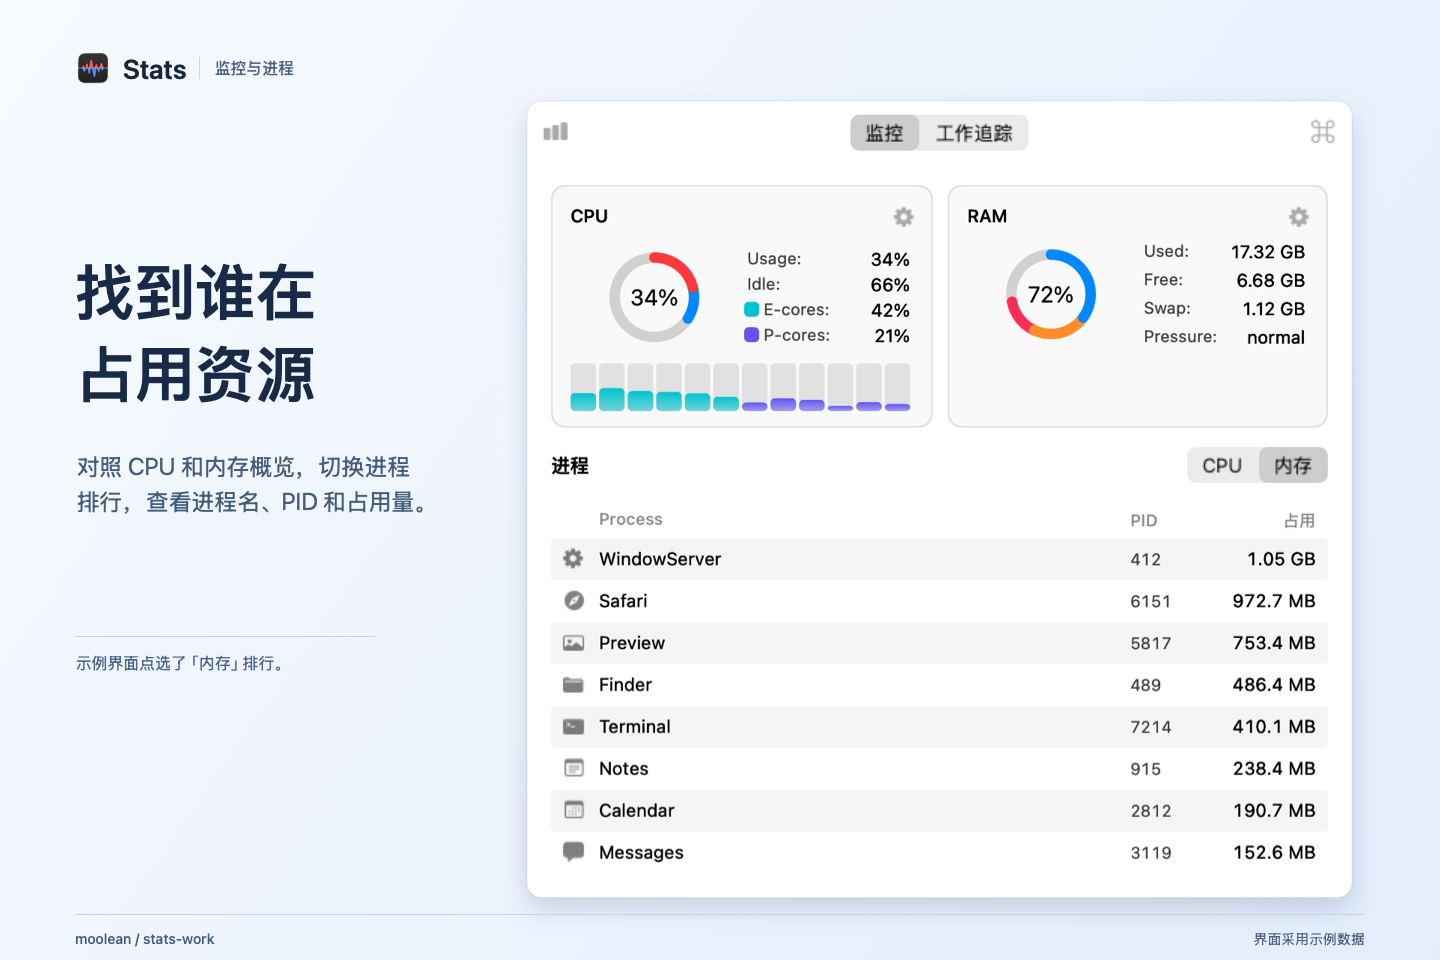 Stats
监控与进程
找到谁在
占用资源
对照 CPU 和内存概览，切换进程
排行，查看进程名、PID 和占用量。
示例界面点选了「内存」排行。
监控
工作追踪
CPU
34%
Usage: 34%
Idle: 66%
E-cores: 42%
P-cores: 21%
RAM
72%
Used: 17.32 GB
Free: 6.68 GB
Swap: 1.12 GB
Pressure: normal
进程
CPU
内存
Process PID 占用
WindowServer 412 1.05 GB
Safari 6151 972.7 MB
Preview 5817 753.4 MB
Finder 489 486.4 MB
Terminal 7214 410.1 MB
Notes 915 238.4 MB
Calendar 2812 190.7 MB
Messages 3119 152.6 MB
moolean / stats-work
界面采用示例数据